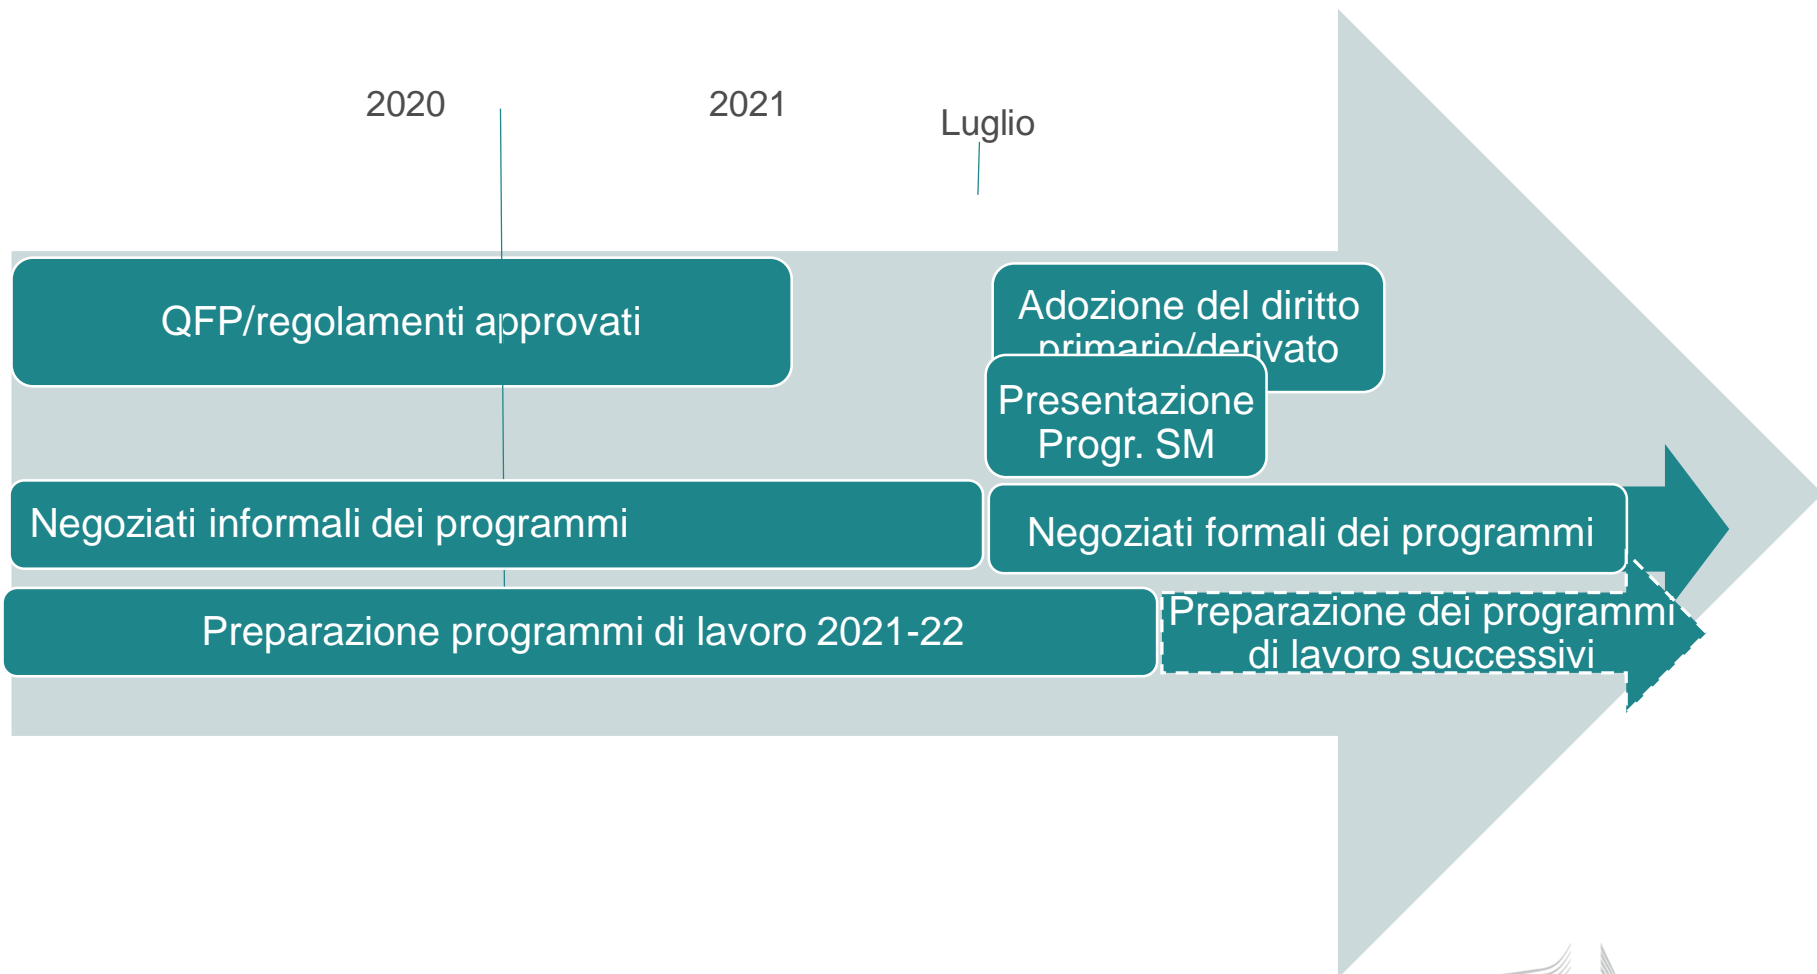 2020
2021
Luglio
QFP/regolamenti approvati
Adozione del diritto
primario/derivato
Presentazione
Progr. SM
Negoziati informali dei programmi
Negoziati formali dei programmi
Preparazione programmi di lavoro 2021-22
Preparazione dei programmi
di lavoro successivi